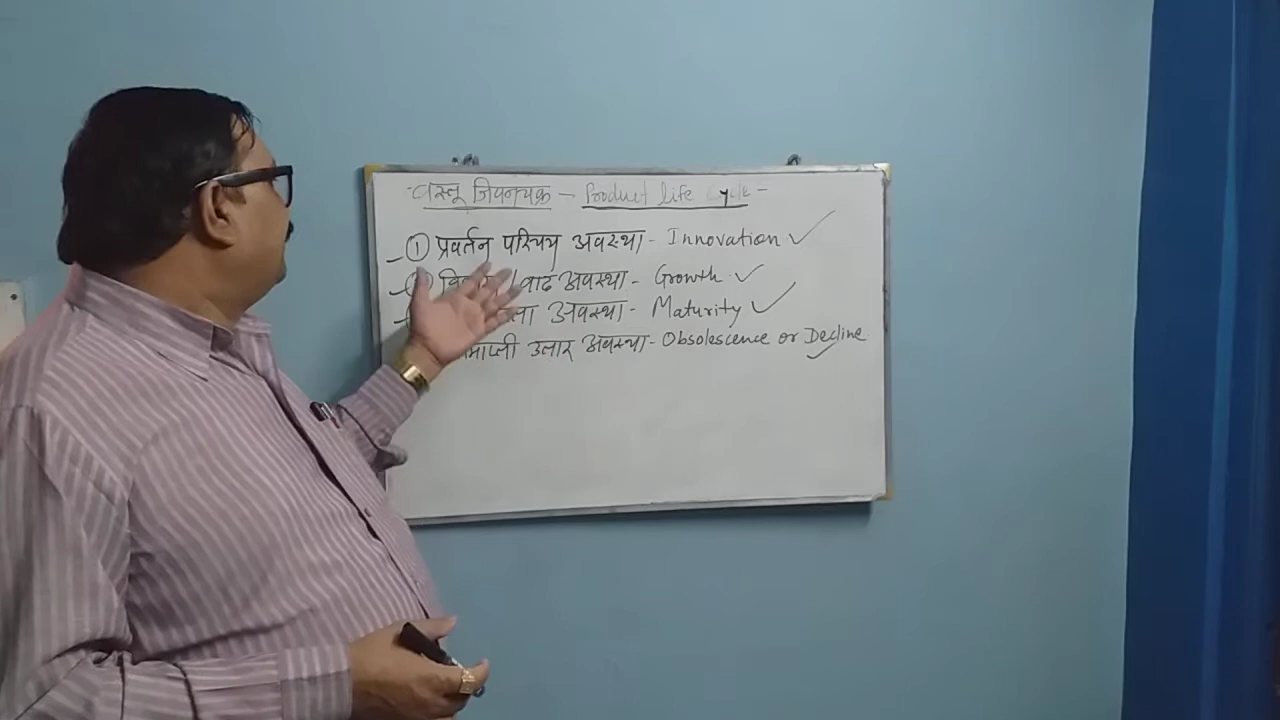 - वस्तू जिवनचक्र - Product life Cycle -
① प्रवर्तन परिचय अवस्था - Innovation ✓
वाढ अवस्था - Growth ✓
अवस्था - Maturity ✓
उतार अवस्था - Obsolescence or Decline ✓